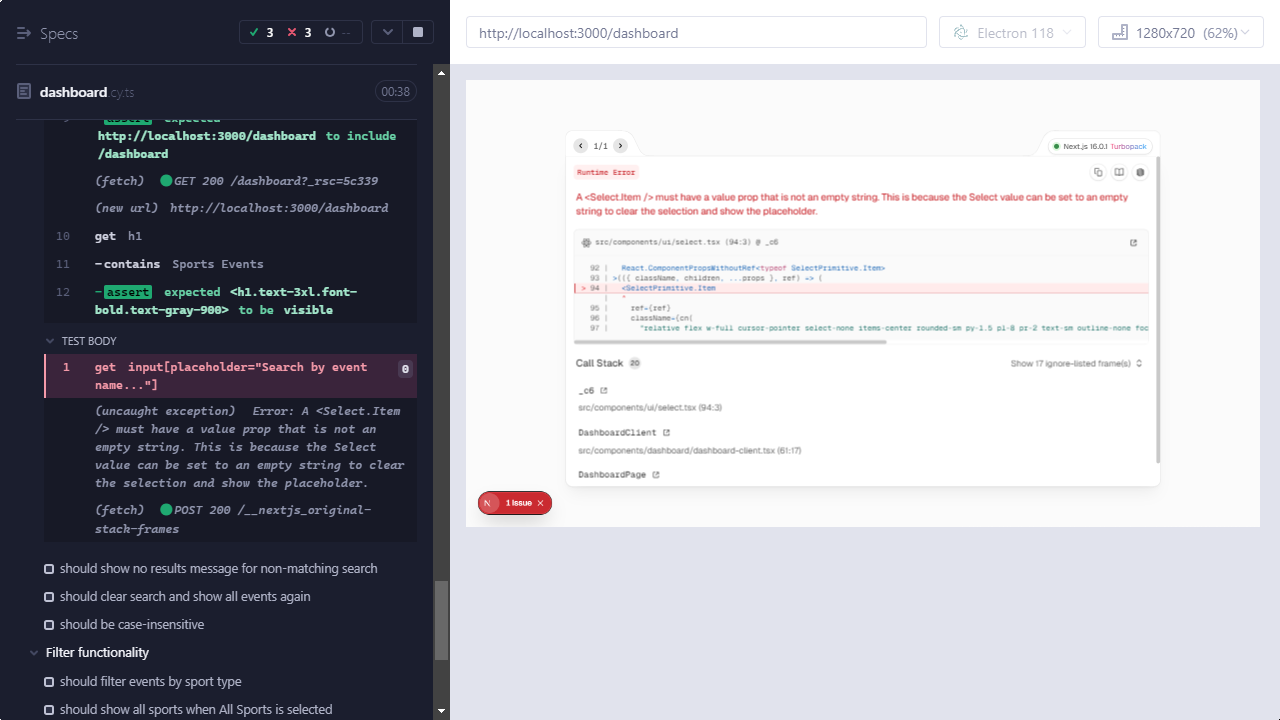 Specs
3 3 --
dashboard.cy.ts
00:38
9 -assert expected
http://localhost:3000/dashboard to include
/dashboard
(fetch) GET 200 /dashboard?_rsc=5c339
(new url) http://localhost:3000/dashboard
10 get h1
11 -contains Sports Events
12 -assert expected <h1.text-3xl.font-
bold.text-gray-900> to be visible
TEST BODY
1 get input[placeholder="Search by event
name..."]
0
(uncaught exception) Error: A <Select.Item
/> must have a value prop that is not an
empty string. This is because the Select
value can be set to an empty string to clear
the selection and show the placeholder.
(fetch) POST 200 /__nextjs_original-
stack-frames
should show no results message for non-matching search
should clear search and show all events again
should be case-insensitive
Filter functionality
should filter events by sport type
should show all sports when All Sports is selected
http://localhost:3000/dashboard
Electron 118
1280x720 (62%)
1/1
Next.js 16.0.1 Turbopack
Runtime Error
A <Select.Item /> must have a value prop that is not an empty string. This is because the Select value can be set to an empty
string to clear the selection and show the placeholder.
src/components/ui/select.tsx (94:3) @ _c6
92 | React.ComponentPropsWithoutRef<typeof SelectPrimitive.Item>
93 | >(({ className, children, ...props }, ref) => (
> 94 | <SelectPrimitive.Item
| ^
95 | ref={ref}
96 | className={cn(
97 | "relative flex w-full cursor-pointer select-none items-center rounded-sm py-1.5 pl-8 pr-2 text-sm outline-none foc
Call Stack 20
Show 17 ignore-listed frame(s)
_c6
src/components/ui/select.tsx (94:3)
DashboardClient
src/components/dashboard/dashboard-client.tsx (61:17)
DashboardPage
N 1 Issue